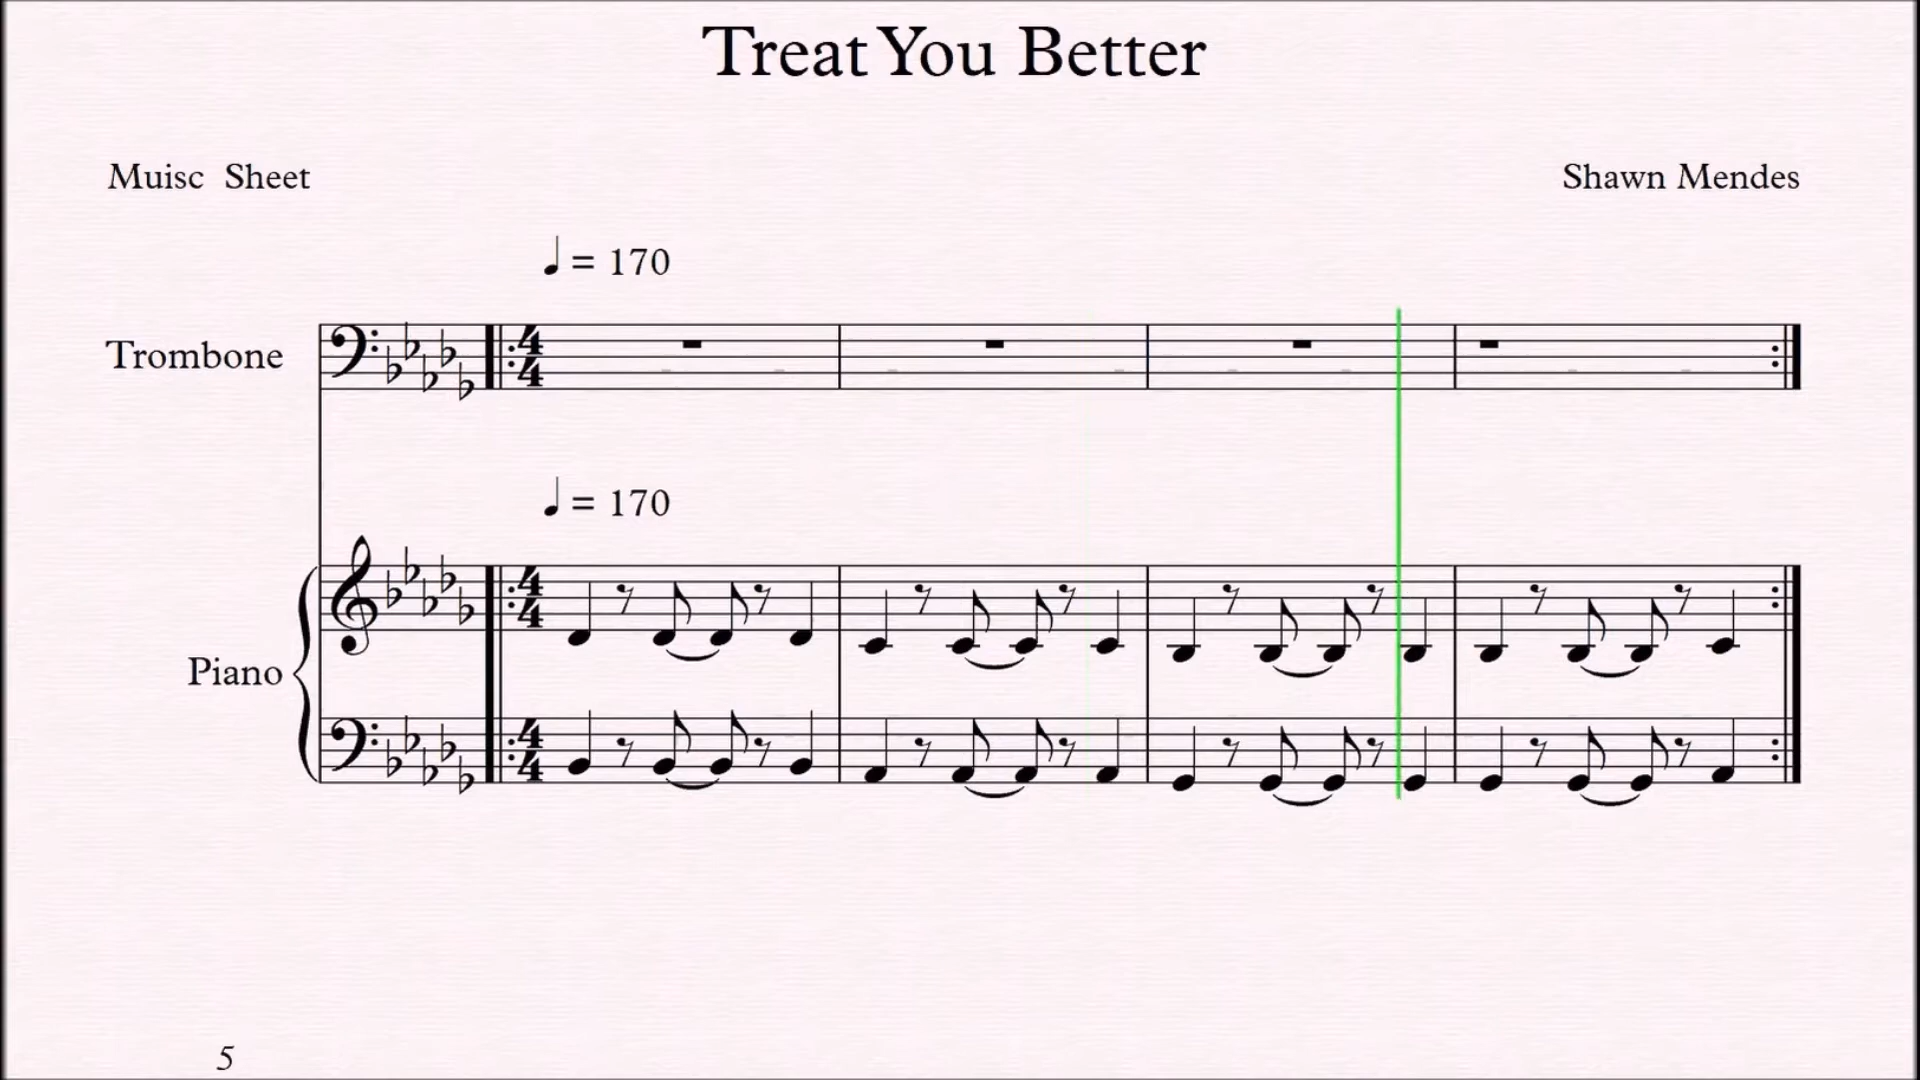 Treat You Better
Muisc Sheet
Shawn Mendes
♩ = 170
Trombone
♩ = 170
Piano
5